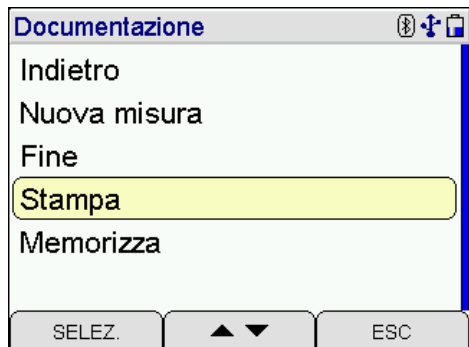 Documentazione
Indietro
Nuova misura
Fine
Stampa
Memorizza
SELEZ. ▲ ▼ ESC